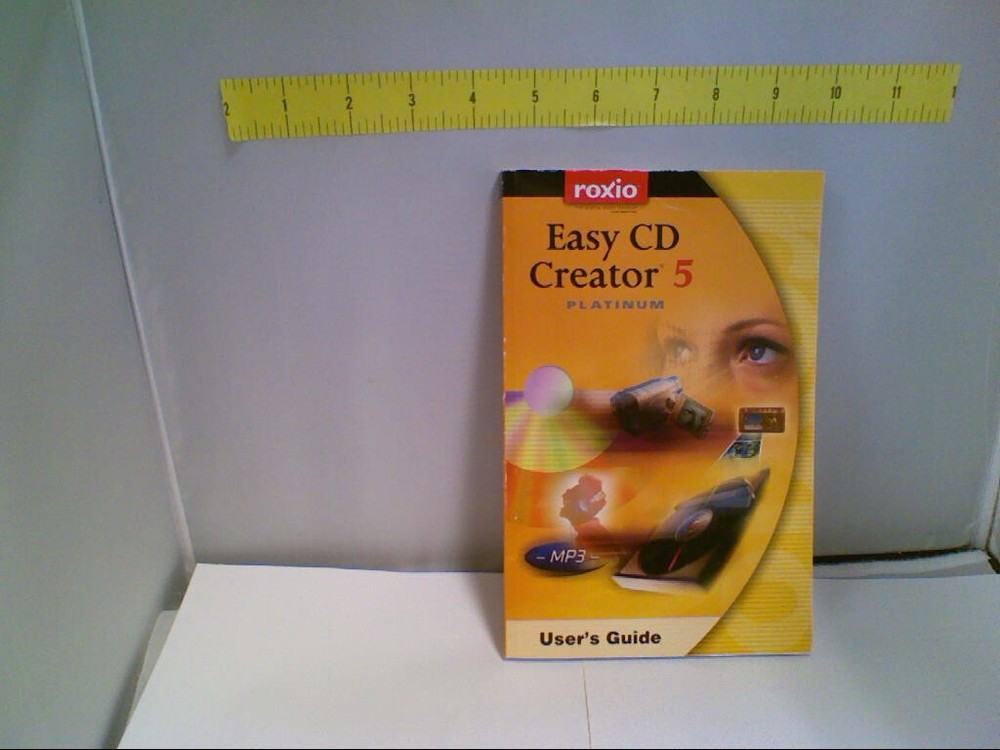 2 1 2 3 4 5 6 7 8 9 10 11 1
roxio
Easy CD
Creator 5
PLATINUM
– MP3 –
User's Guide